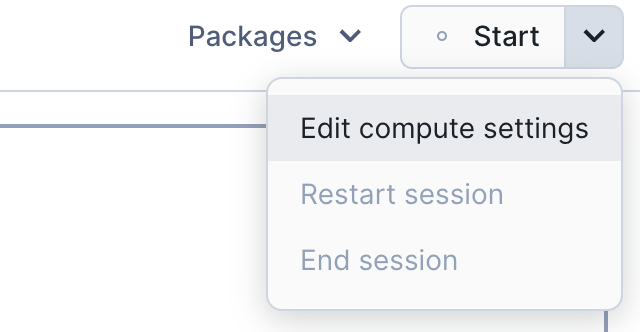 Packages
Start
Edit compute settings
Restart session
End session